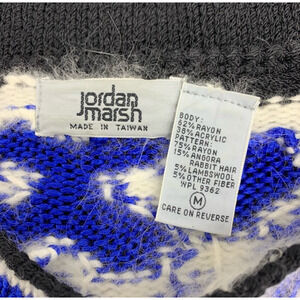 jordan
marsh
MADE IN TAIWAN
BODY:
62% RAYON
38% ACRYLIC
PATTERN:
75% RAYON
15% ANGORA
RABBIT HAIR
5% LAMBSWOOL
5% OTHER FIBER
WPL 9362
M
CARE ON REVERSE